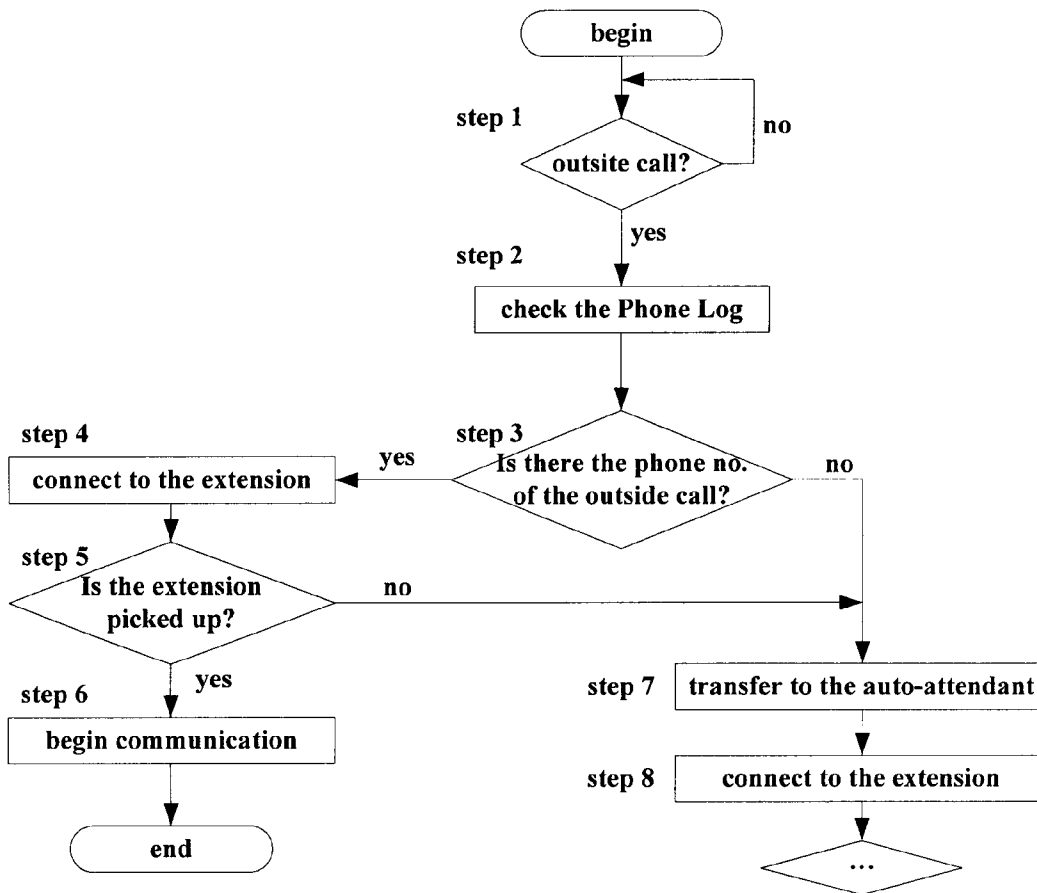 begin
step 1
no
outsite call?
yes
step 2
check the Phone Log
step 3
Is there the phone no.
of the outside call?
yes
no
step 4
connect to the extension
step 5
Is the extension
picked up?
no
yes
step 6
begin communication
end
step 7
transfer to the auto-attendant
step 8
connect to the extension
...